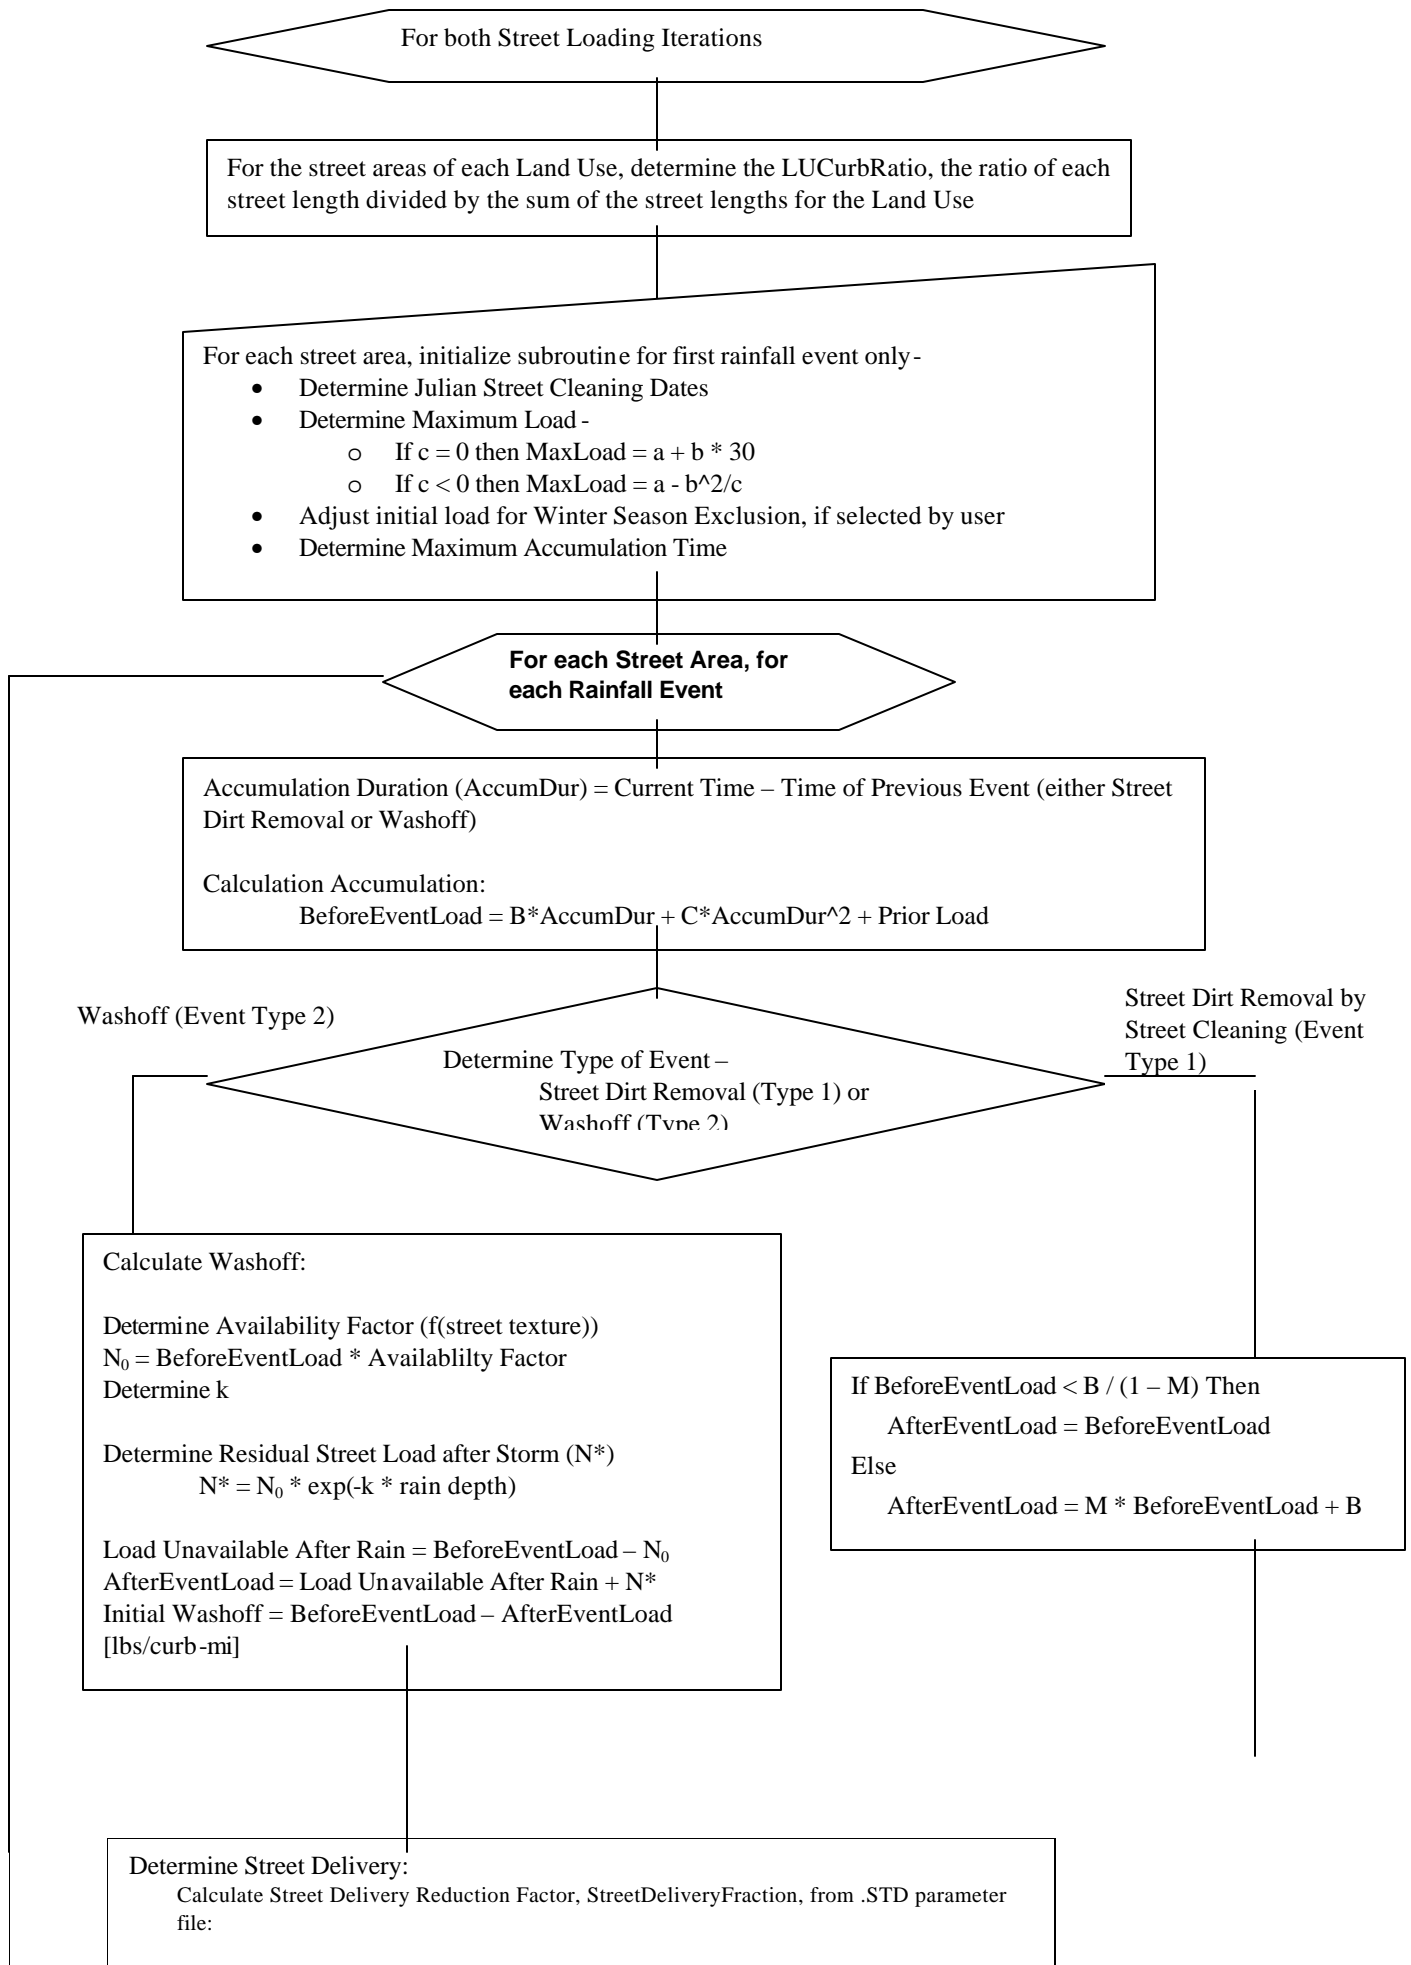 For both Street Loading Iterations
For the street areas of each Land Use, determine the LUCurbRatio, the ratio of each
street length divided by the sum of the street lengths for the Land Use
For each street area, initialize subroutine for first rainfall event only-
• Determine Julian Street Cleaning Dates
• Determine Maximum Load -
o If c = 0 then MaxLoad = a + b * 30
o If c < 0 then MaxLoad = a - b^2/c
• Adjust initial load for Winter Season Exclusion, if selected by user
• Determine Maximum Accumulation Time
For each Street Area, for
each Rainfall Event
Accumulation Duration (AccumDur) = Current Time – Time of Previous Event (either Street
Dirt Removal or Washoff)
Calculation Accumulation:
BeforeEventLoad = B*AccumDur + C*AccumDur^2 + Prior Load
Washoff (Event Type 2)
Street Dirt Removal by
Street Cleaning (Event
Type 1)
Determine Type of Event –
Street Dirt Removal (Type 1) or
Washoff (Type 2)
Calculate Washoff:
Determine Availability Factor (f(street texture))
N₀ = BeforeEventLoad * Availablilty Factor
Determine k
Determine Residual Street Load after Storm (N*)
N* = N₀ * exp(-k * rain depth)
Load Unavailable After Rain = BeforeEventLoad – N₀
AfterEventLoad = Load Unavailable After Rain + N*
Initial Washoff = BeforeEventLoad – AfterEventLoad
[lbs/curb-mi]
If BeforeEventLoad < B / (1 – M) Then
AfterEventLoad = BeforeEventLoad
Else
AfterEventLoad = M * BeforeEventLoad + B
Determine Street Delivery:
Calculate Street Delivery Reduction Factor, StreetDeliveryFraction, from .STD parameter
file: